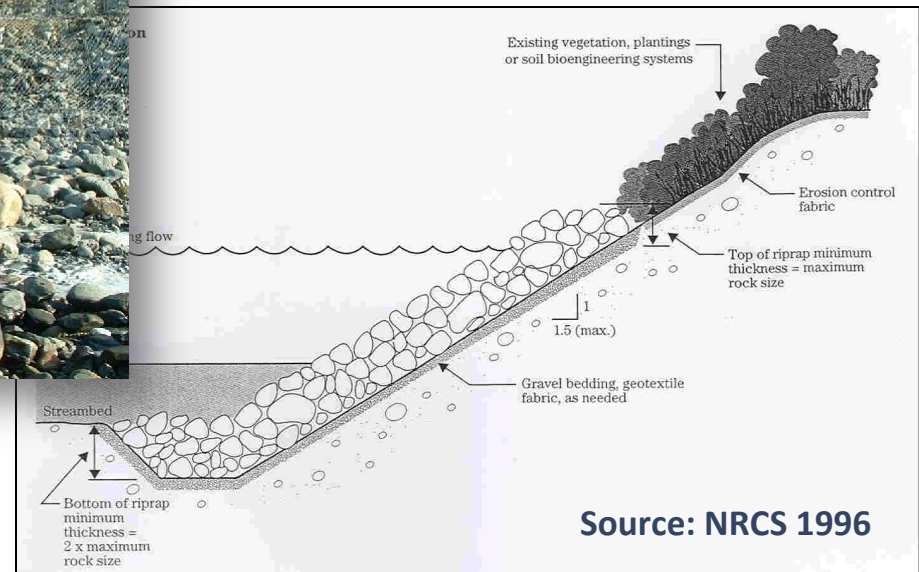 Existing vegetation, plantings
or soil bioengineering systems
Erosion control
fabric
Top of riprap minimum
thickness = maximum
rock size
1
1.5 (max.)
Gravel bedding, geotextile
fabric, as needed
flow
Streambed
Bottom of riprap
minimum
thickness =
2 x maximum
rock size
Source: NRCS 1996